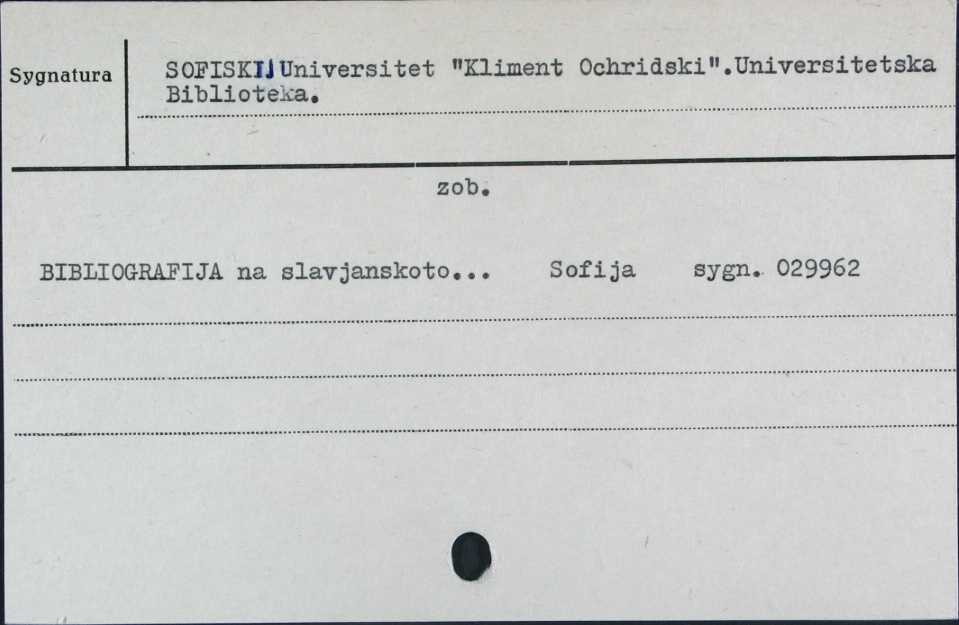 Sygnatura
SOFISKIJ Universitet "Kliment Ochridski".Universitetska
Biblioteka.
zob.
BIBLIOGRAFIJA na slavjanskoto... Sofija sygn. 029962